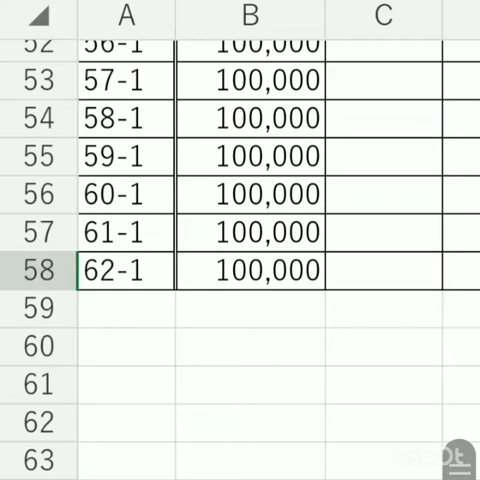 A B C
52 56-1 100,000
53 57-1 100,000
54 58-1 100,000
55 59-1 100,000
56 60-1 100,000
57 61-1 100,000
58 62-1 100,000
59
60
61
62
63